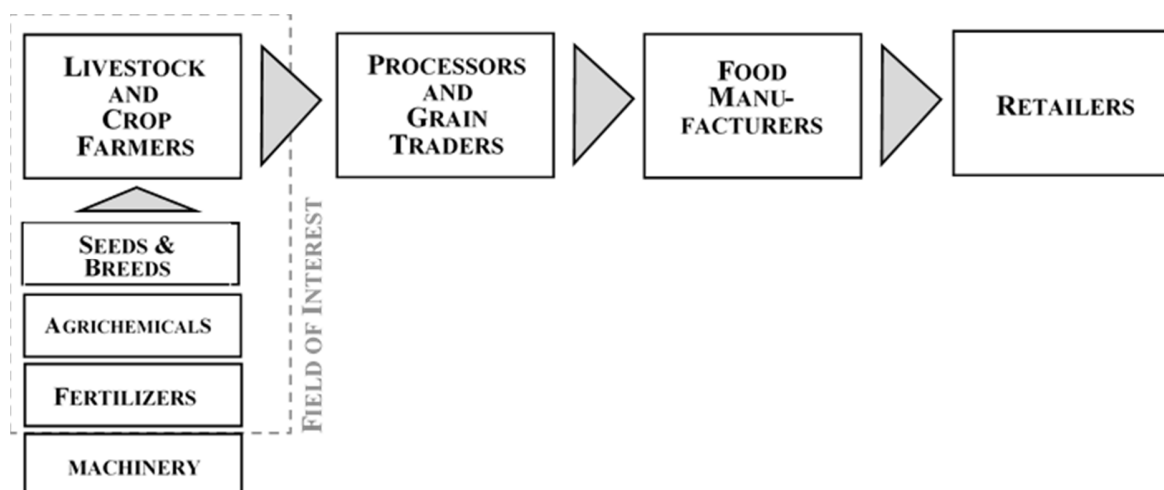 LIVESTOCK
AND
CROP
FARMERS
PROCESSORS
AND
GRAIN
TRADERS
FOOD
MANU-
FACTURERS
RETAILERS
SEEDS &
BREEDS
AGRICHEMICALS
FERTILIZERS
MACHINERY
FIELD OF INTEREST